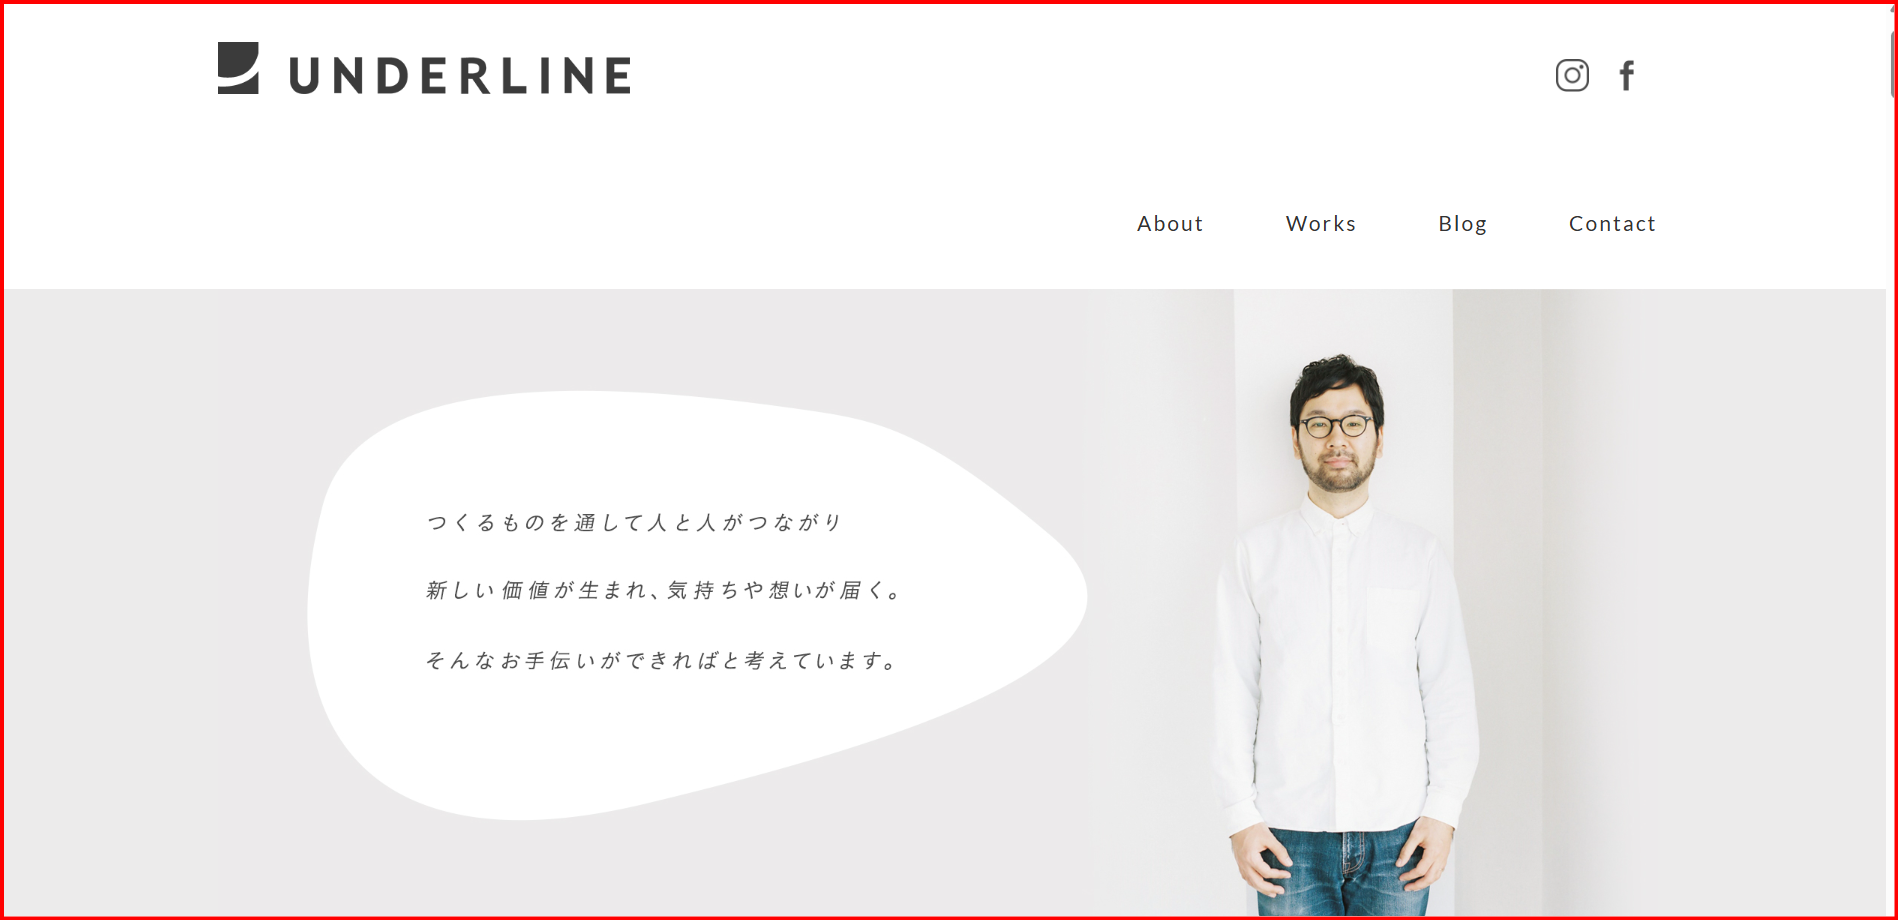 UNDERLINE
About Works Blog Contact
つくるものを通して人と人がつながり
新しい価値が生まれ、気持ちや想いが届く。
そんなお手伝いができればと考えています。